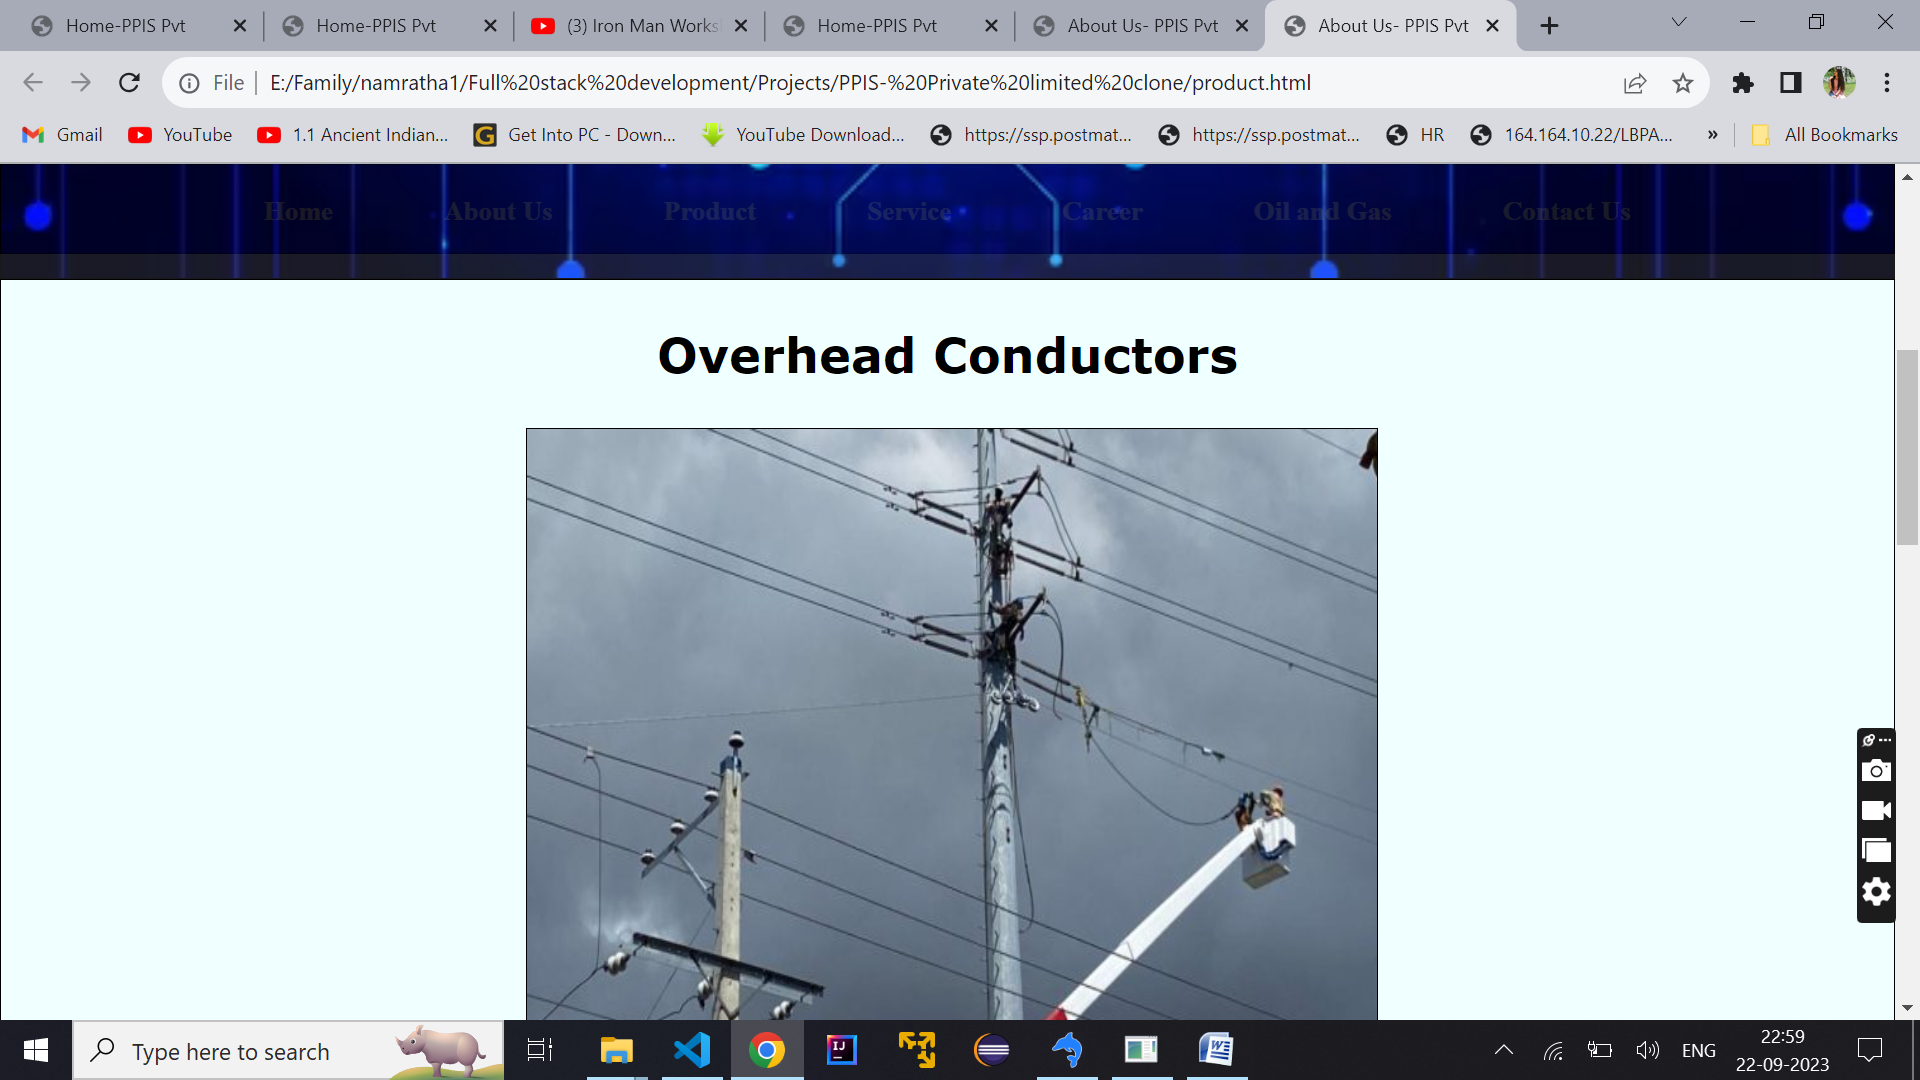 Home-PPIS Pvt
Home-PPIS Pvt
(3) Iron Man Works
Home-PPIS Pvt
About Us- PPIS Pvt
About Us- PPIS Pvt
File
E:/Family/namratha1/Full%20stack%20development/Projects/PPIS-%20Private%20limited%20clone/product.html
Gmail
YouTube
1.1 Ancient Indian...
Get Into PC - Down...
YouTube Download...
https://ssp.postmat...
https://ssp.postmat...
HR
164.164.10.22/LBPA...
»
All Bookmarks
Home
About Us
Product
Service
Career
Oil and Gas
Contact Us
Overhead Conductors
Type here to search
IJ
ENG
22:59
22-09-2023